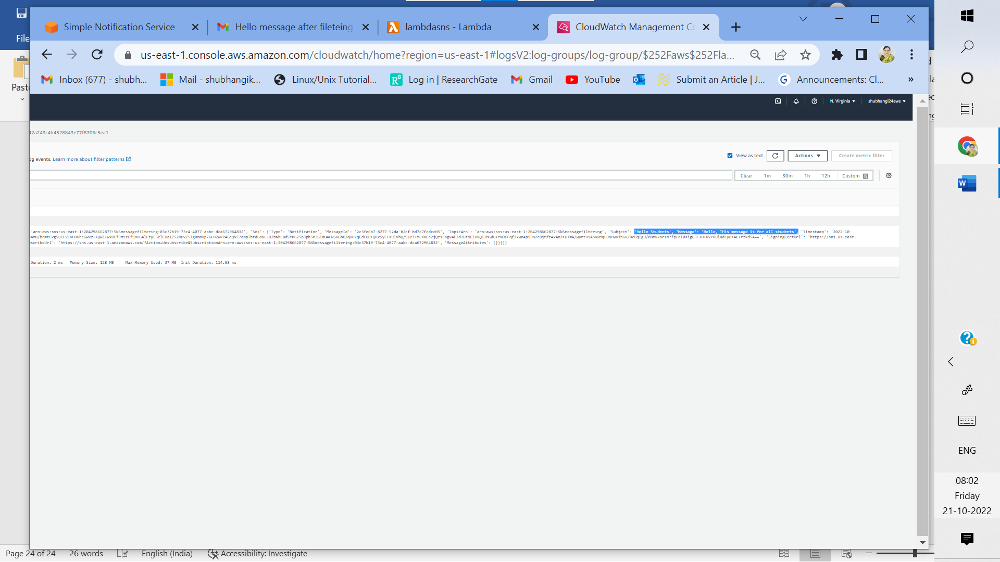 File
Paste
Simple Notification Service
Hello message after fileteing
lambdasns - Lambda
CloudWatch Management Co
us-east-1.console.aws.amazon.com/cloudwatch/home?region=us-east-1#logsV2:log-groups/log-group/$252Faws$252Fla...
Inbox (677) - shubh...
Mail - shubhangik...
Linux/Unix Tutorial...
Log in | ResearchGate
Gmail
YouTube
Submit an Article | J...
Announcements: Cl...
»
N. Virginia ▼
shubhangi24aws ▼
42a243c4b4528843e77f8706c5ea1
og events. Learn more about filter patterns
View as text
Actions ▼
Create metric filter
Clear 1m 30m 1h 12h Custom
'arn:aws:sns:us-east-1:204298662877:SNSmessagefiltering:03c37b19-73c4-4077-aabc-dca672964832', 'Sns': {'Type': 'Notification', 'MessageId': '2c3fe6b7-8277-52da-b2cf-bd7c7fcdcc05', 'TopicArn': 'arn:aws:sns:us-east-1:204298662877:SNSmessagefiltering', 'Subject': 'Hello Students', 'Message': 'Hello, THis message is for all students', 'Timestamp': '2022-10-
'SigningCertUrl': 'https://sns.us-east-
scribeUrl': 'https://sns.us-east-1.amazonaws.com/?Action=Unsubscribe&SubscriptionArn=arn:aws:sns:us-east-1:204298662877:SNSmessagefiltering:03c37b19-73c4-4077-aabc-dca672964832', 'MessageAttributes': {}}}]}
Duration: 2 ms Memory Size: 128 MB Max Memory Used: 37 MB Init Duration: 114.08 ms
ENG
08:02
Friday
21-10-2022
Page 24 of 24 26 words English (India) Accessibility: Investigate